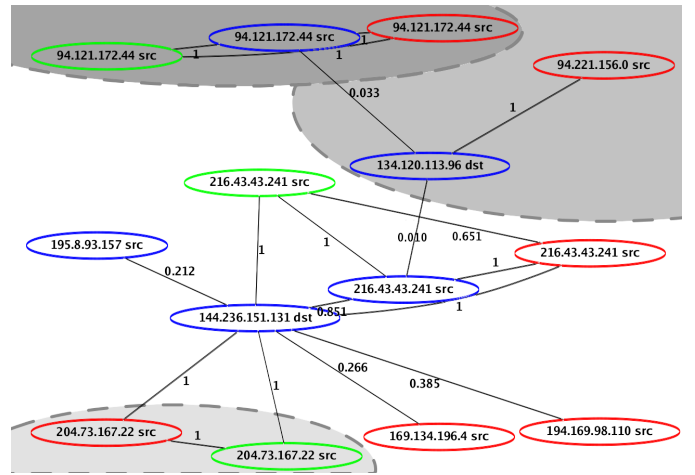 94.121.172.44 src
94.121.172.44 src
1
94.121.172.44 src
1
1
94.221.156.0 src
0.033
1
134.120.113.96 dst
216.43.43.241 src
195.8.93.157 src
1
1
0.010
0.651
216.43.43.241 src
1
0.212
216.43.43.241 src
0.851
1
144.236.151.131 dst
0.266
1
1
0.385
204.73.167.22 src
1
169.134.196.4 src
194.169.98.110 src
204.73.167.22 src